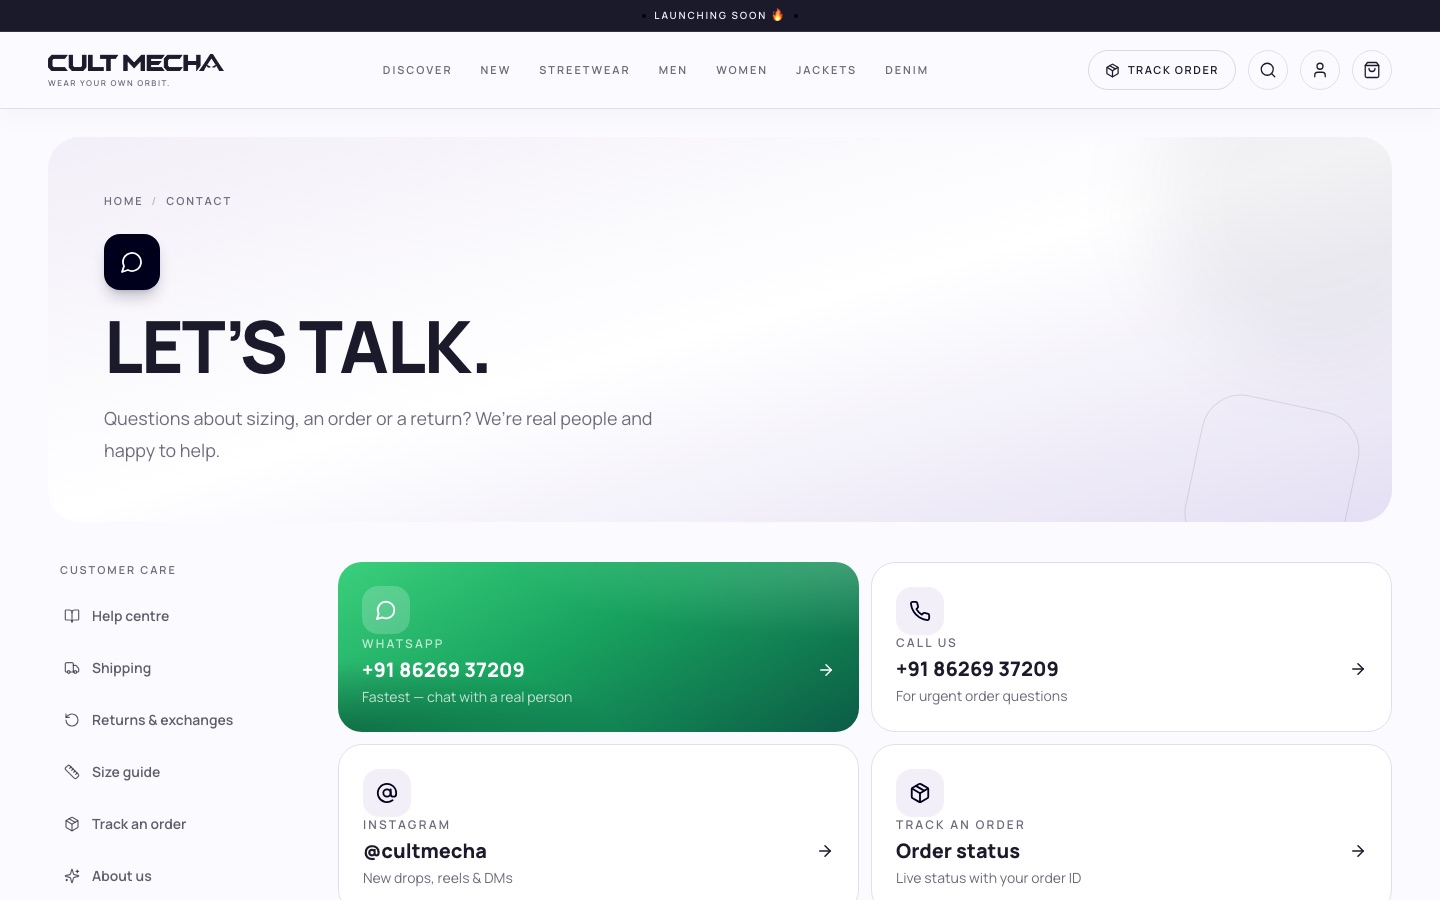 LAUNCHING SOON 🔥
CULT MECHA
WEAR YOUR OWN ORBIT.
DISCOVER NEW STREETWEAR MEN WOMEN JACKETS DENIM
TRACK ORDER
HOME / CONTACT
LET’S TALK.
Questions about sizing, an order or a return? We’re real people and
happy to help.
CUSTOMER CARE
Help centre
Shipping
Returns & exchanges
Size guide
Track an order
About us
WHATSAPP
+91 86269 37209
Fastest — chat with a real person
CALL US
+91 86269 37209
For urgent order questions
INSTAGRAM
@cultmecha
New drops, reels & DMs
TRACK AN ORDER
Order status
Live status with your order ID